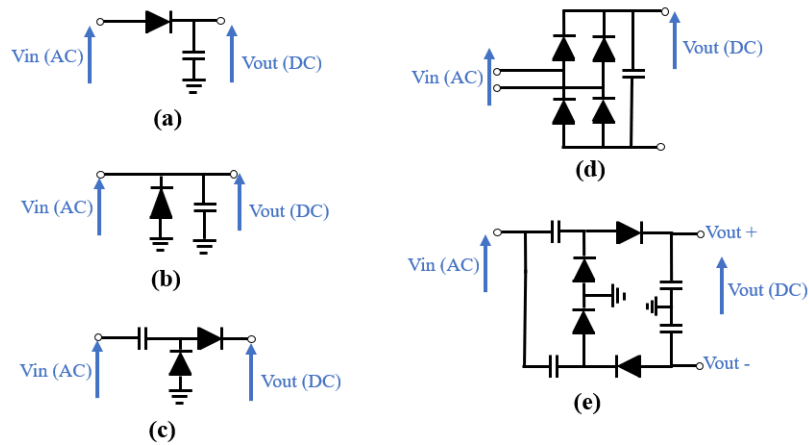 Vin (AC)
Vout (DC)
(a)
Vin (AC)
Vout (DC)
(b)
Vin (AC)
Vout (DC)
(c)
Vin (AC)
Vout (DC)
(d)
Vin (AC)
Vout +
Vout (DC)
Vout -
(e)